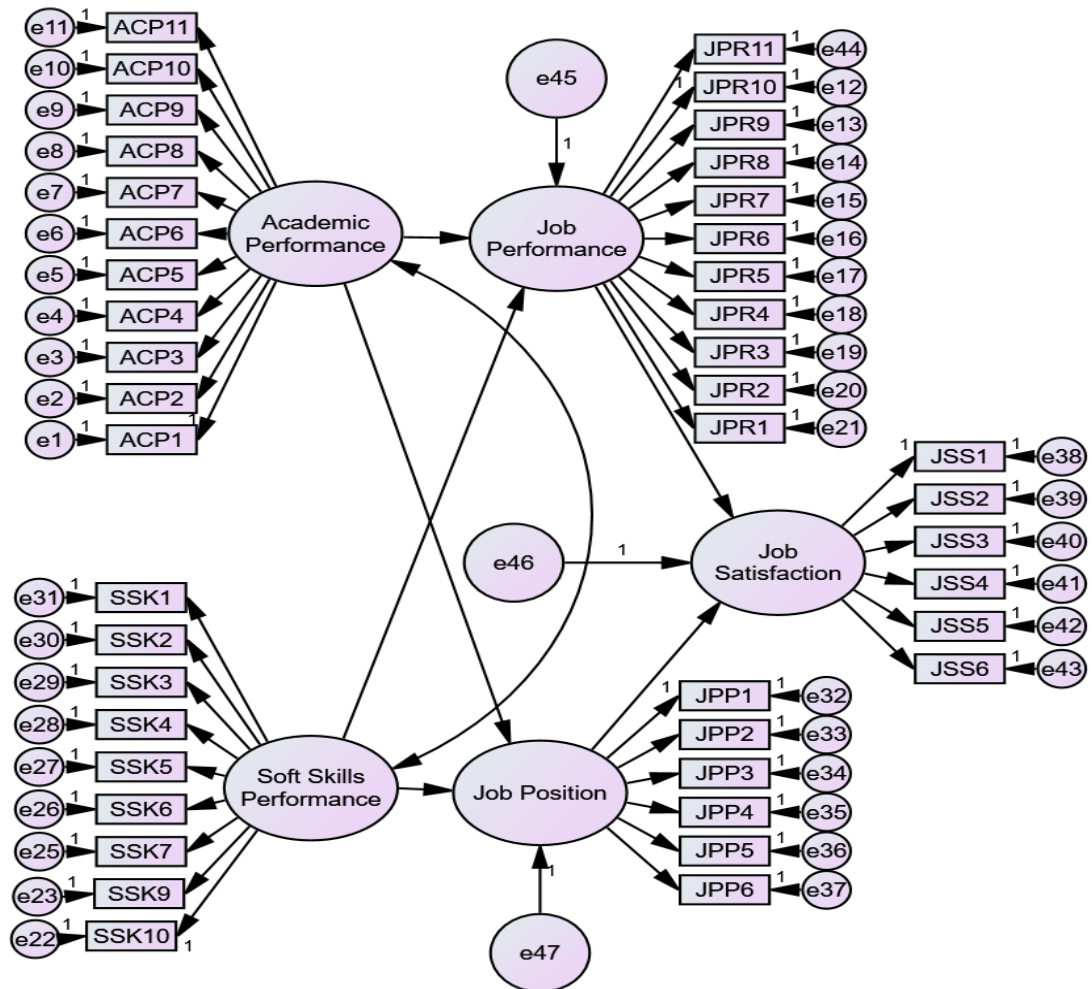 e11 1 ACP11
e10 1 ACP10
e9 1 ACP9
e8 1 ACP8
e7 1 ACP7
e6 1 ACP6
e5 1 ACP5
e4 1 ACP4
e3 1 ACP3
e2 1 ACP2
1
e1 1 ACP1
Academic
Performance
e45
1
Job
Performance
JPR11 1 e44
1
JPR10 1 e12
JPR9 1 e13
JPR8 1 e14
JPR7 1 e15
JPR6 1 e16
JPR5 1 e17
JPR4 1 e18
JPR3 1 e19
JPR2 1 e20
JPR1 1 e21
e46
1
Job
Satisfaction
1 JSS1 1 e38
JSS2 1 e39
JSS3 1 e40
JSS4 1 e41
JSS5 1 e42
JSS6 1 e43
e31 1 SSK1
e30 1 SSK2
e29 1 SSK3
e28 1 SSK4
e27 1 SSK5
e26 1 SSK6
e25 1 SSK7
e23 1 SSK9
e22 1 SSK10
1
Soft Skills
Performance
Job Position
1 JPP1 1 e32
JPP2 1 e33
JPP3 1 e34
JPP4 1 e35
JPP5 1 e36
JPP6 1 e37
1
e47